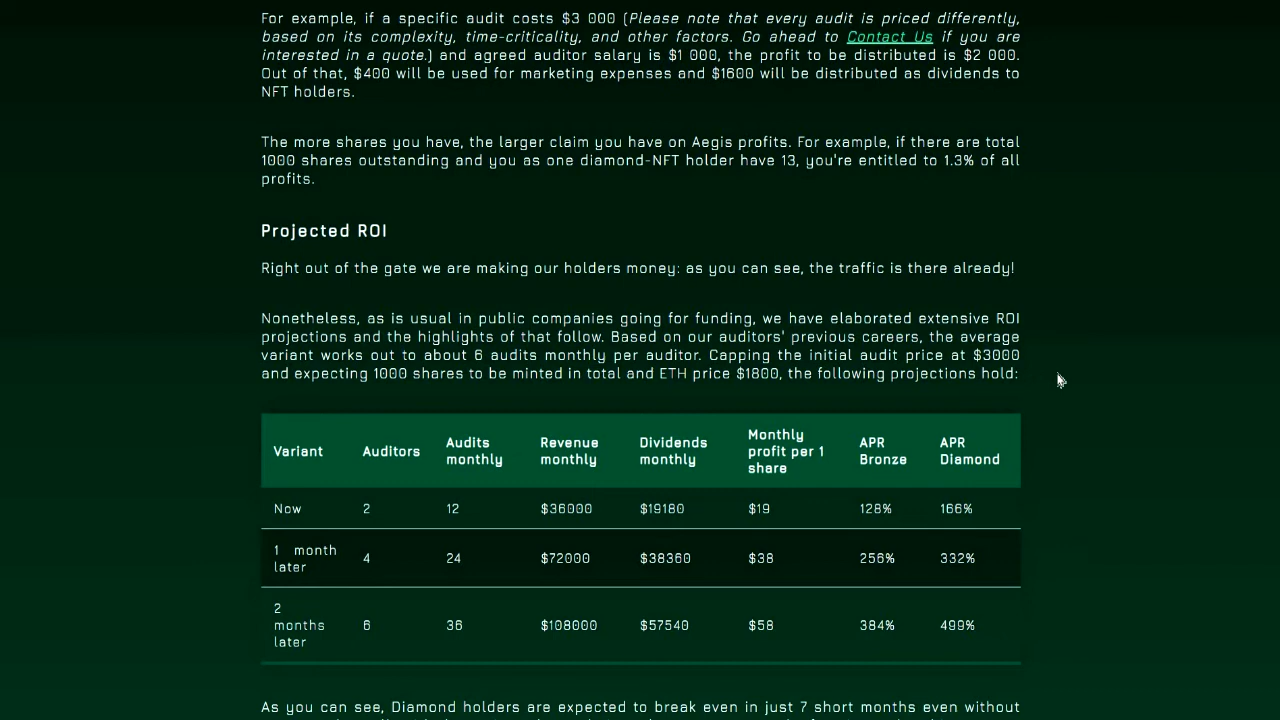 For example, if a specific audit costs $3 000 (Please note that every audit is priced differently,
based on its complexity, time-criticality, and other factors. Go ahead to Contact Us if you are
interested in a quote.) and agreed auditor salary is $1 000, the profit to be distributed is $2 000.
Out of that, $400 will be used for marketing expenses and $1600 will be distributed as dividends to
NFT holders.
The more shares you have, the larger claim you have on Aegis profits. For example, if there are total
1000 shares outstanding and you as one diamond-NFT holder have 13, you're entitled to 1.3% of all
profits.
Projected ROI
Right out of the gate we are making our holders money: as you can see, the traffic is there already!
Nonetheless, as is usual in public companies going for funding, we have elaborated extensive ROI
projections and the highlights of that follow. Based on our auditors' previous careers, the average
variant works out to about 6 audits monthly per auditor. Capping the initial audit price at $3000
and expecting 1000 shares to be minted in total and ETH price $1800, the following projections hold:
Variant Auditors Audits monthly Revenue monthly Dividends monthly Monthly profit per 1 share APR Bronze APR Diamond
Now 2 12 $36000 $19180 $19 128% 166%
1 month later 4 24 $72000 $38360 $38 256% 332%
2 months later 6 36 $108000 $57540 $58 384% 499%
As you can see, Diamond holders are expected to break even in just 7 short months even without